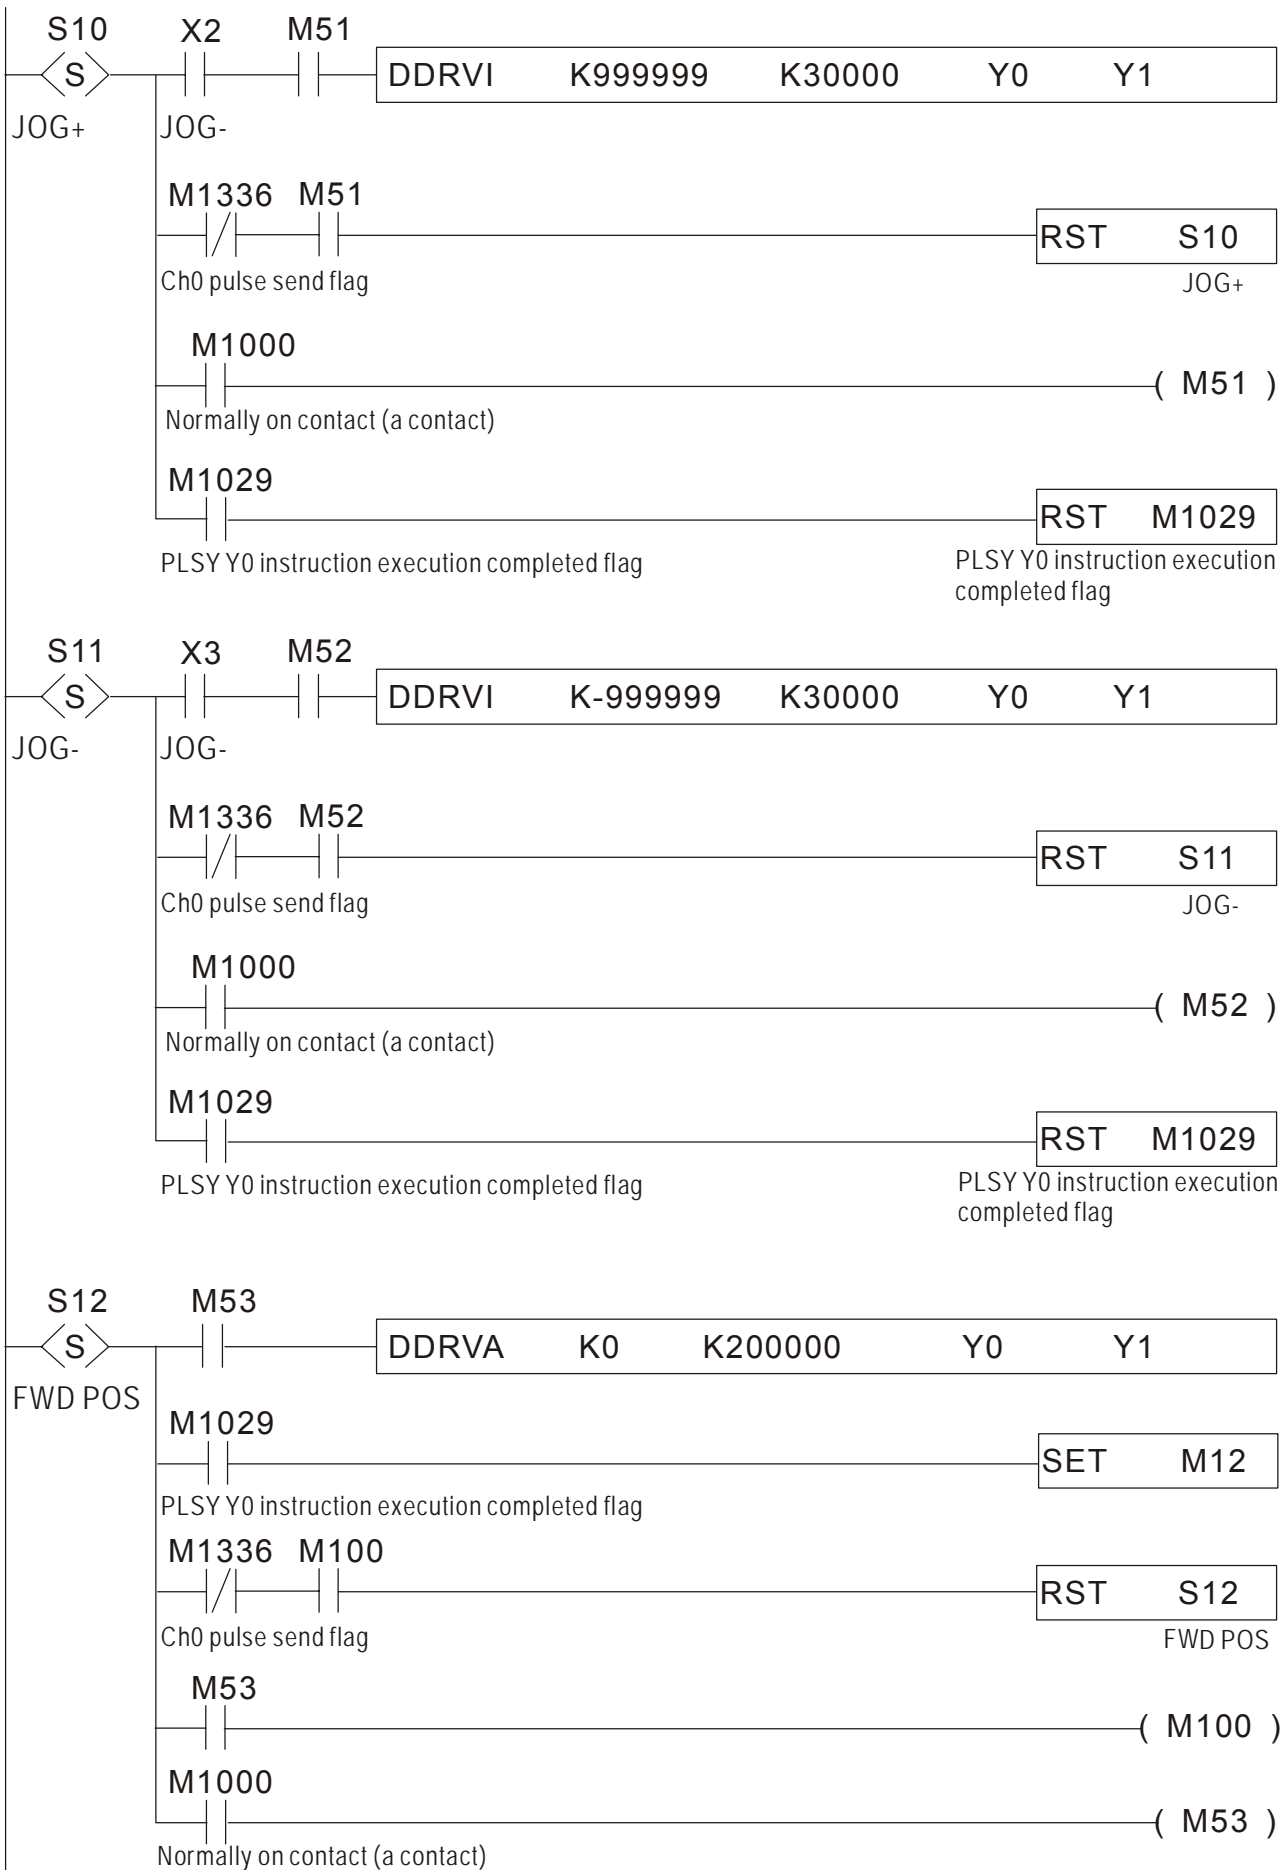 S10 X2 M51
S DDRVI K999999 K30000 Y0 Y1
JOG+ JOG-
M1336 M51
RST S10
Ch0 pulse send flag JOG+
M1000
( M51 )
Normally on contact (a contact)
M1029
RST M1029
PLSY Y0 instruction execution completed flag PLSY Y0 instruction execution
completed flag
S11 X3 M52
S DDRVI K-999999 K30000 Y0 Y1
JOG- JOG-
M1336 M52
RST S11
Ch0 pulse send flag JOG-
M1000
( M52 )
Normally on contact (a contact)
M1029
RST M1029
PLSY Y0 instruction execution completed flag PLSY Y0 instruction execution
completed flag
S12 M53
S DDRVA K0 K200000 Y0 Y1
FWD POS
M1029
SET M12
PLSY Y0 instruction execution completed flag
M1336 M100
RST S12
Ch0 pulse send flag FWD POS
M53
( M100 )
M1000
( M53 )
Normally on contact (a contact)